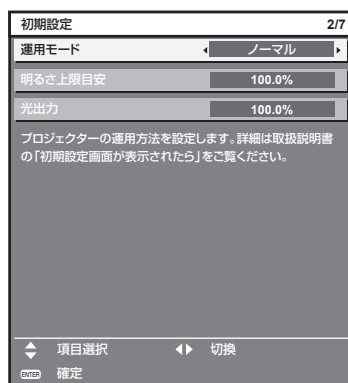 初期設定 2/7
運用モード ノーマル
明るさ上限目安 100.0%
光出力 100.0%
プロジェクターの運用方法を設定します。詳細は取扱説明書
の「初期設定画面が表示されたら」をご覧ください。
項目選択 切換
ENTER 確定